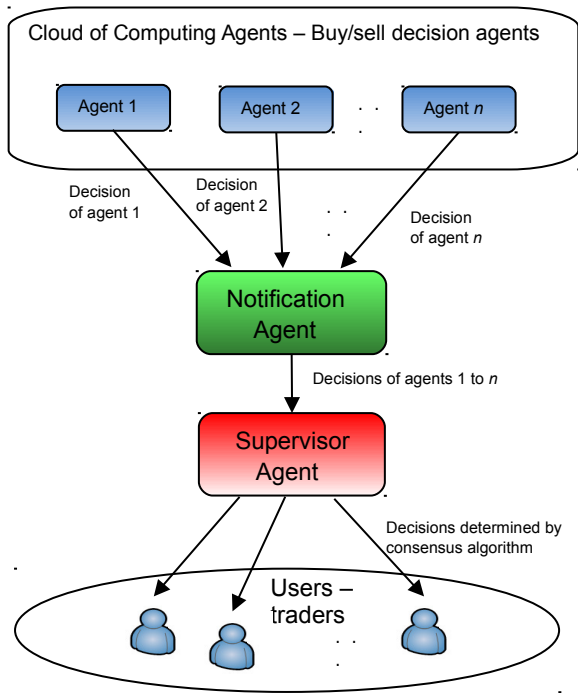 Cloud of Computing Agents – Buy/sell decision agents
Agent 1
Agent 2
. . .
Agent n
Decision
of agent 1
Decision
of agent 2
. . .
Decision
of agent n
Notification
Agent
Decisions of agents 1 to n
Supervisor
Agent
Decisions determined by
consensus algorithm
Users –
traders
. . .